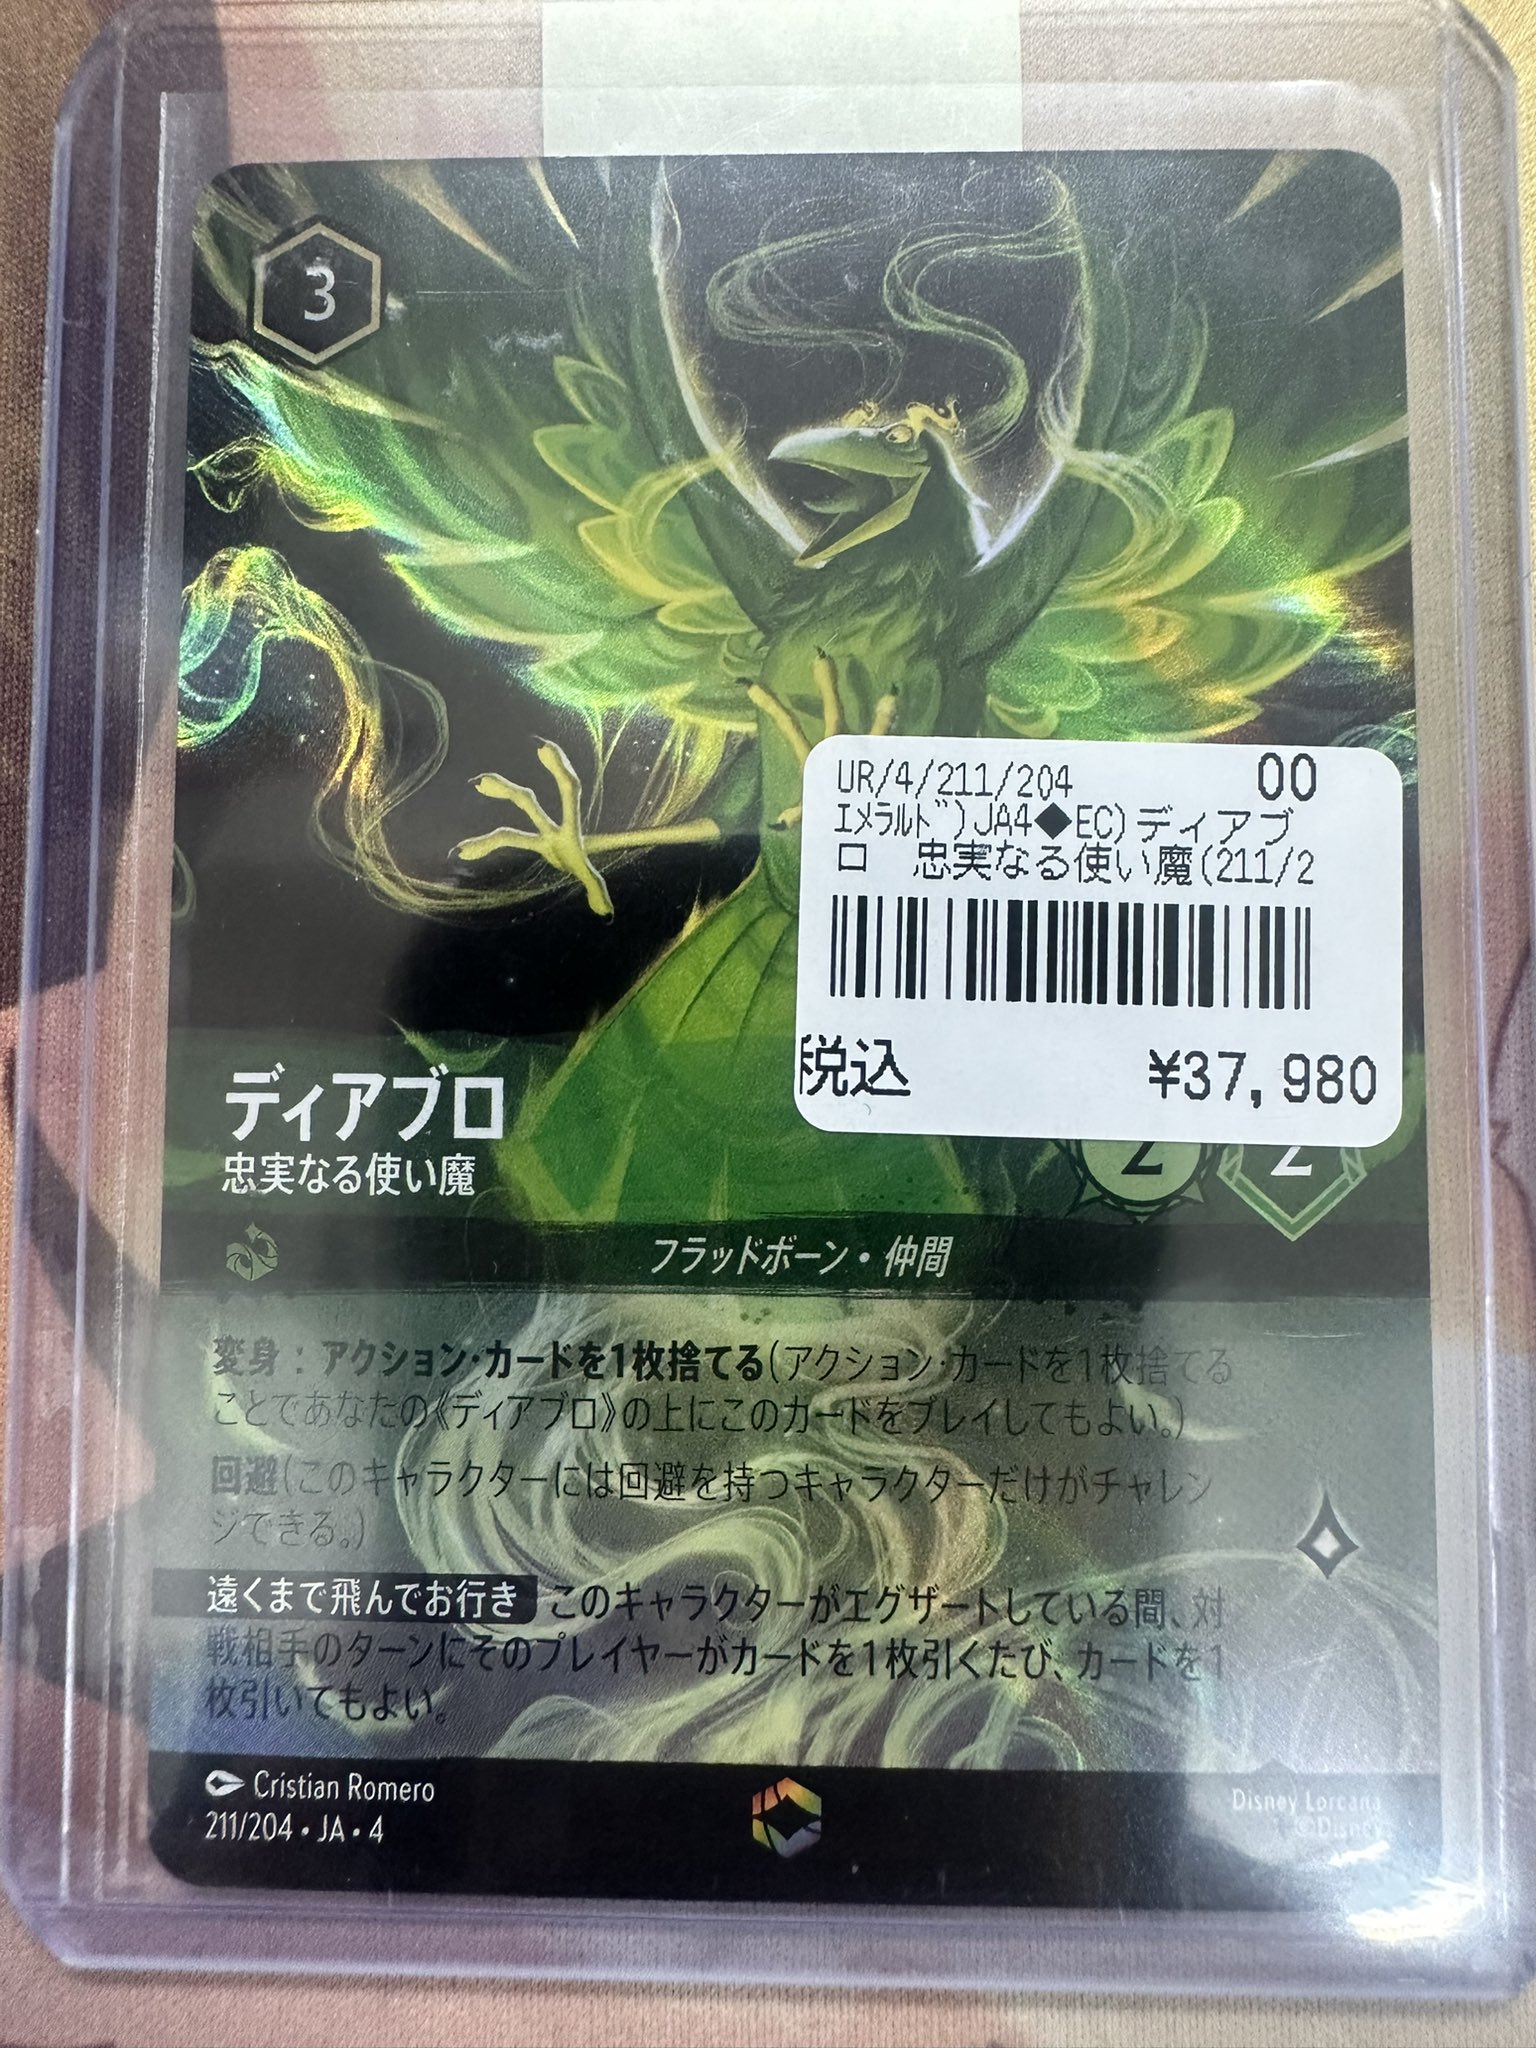 3
UR/4/211/204 00
エメラルド)JA4◆EC)ディアブ
ロ 忠実なる使い魔(211/2
税込 ¥37,980
ディアブロ
忠実なる使い魔
2 2
フラッドボーン・仲間
変身：アクション・カードを1枚捨てる(アクション・カードを1枚捨てる
ことであなたの《ディアブロ》の上にこのカードをプレイしてもよい。)
回避(このキャラクターには回避を持つキャラクターだけがチャレン
ジできる。)
遠くまで飛んでお行き このキャラクターがエグザートしている間、対
戦相手のターンにそのプレイヤーがカードを1枚引くたび、カードを1
枚引いてもよい。
Cristian Romero
211/204・JA・4
Disney Lorcana
©Disney